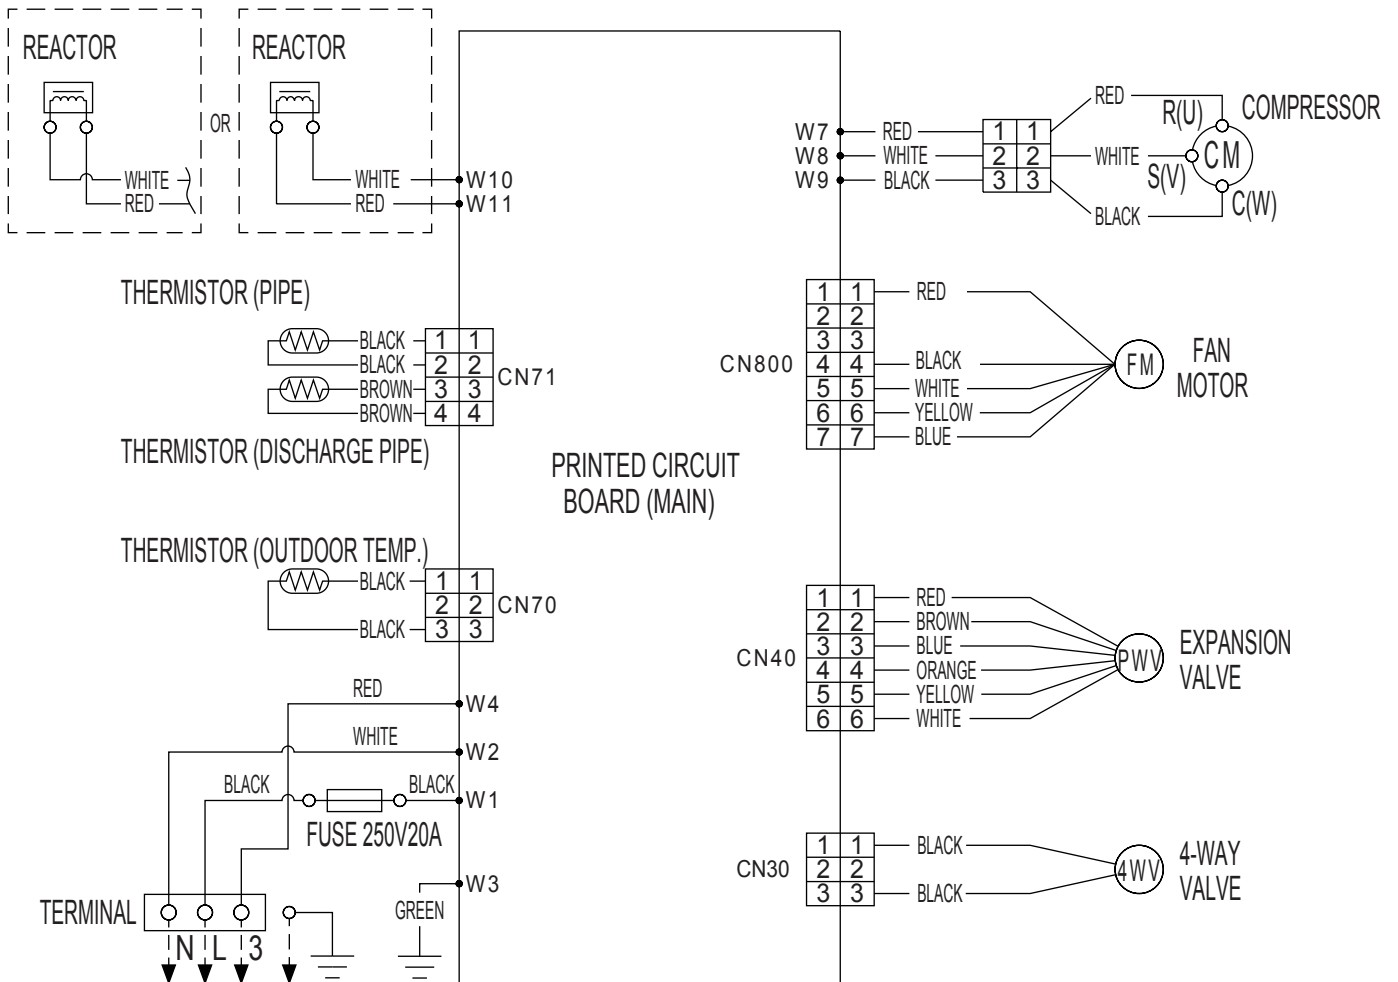 REACTOR
WHITE
RED
OR
REACTOR
WHITE
RED
W10
W11
THERMISTOR (PIPE)
BLACK 1 1
BLACK 2 2
BROWN 3 3
BROWN 4 4
CN71
THERMISTOR (DISCHARGE PIPE)
THERMISTOR (OUTDOOR TEMP.)
BLACK 1 1
2 2
BLACK 3 3
CN70
RED
W4
WHITE
W2
BLACK
BLACK
W1
FUSE 250V20A
W3
GREEN
TERMINAL
N L 3
PRINTED CIRCUIT
BOARD (MAIN)
W7 RED 1 1 RED
W8 WHITE 2 2 WHITE
W9 BLACK 3 3 BLACK
R(U)
S(V)
C(W)
CM
COMPRESSOR
CN800
1 1 RED
2 2
3 3
4 4 BLACK
5 5 WHITE
6 6 YELLOW
7 7 BLUE
FM
FAN
MOTOR
CN40
1 1 RED
2 2 BROWN
3 3 BLUE
4 4 ORANGE
5 5 YELLOW
6 6 WHITE
PWV
EXPANSION
VALVE
CN30
1 1 BLACK
2 2
3 3 BLACK
4WV
4-WAY
VALVE